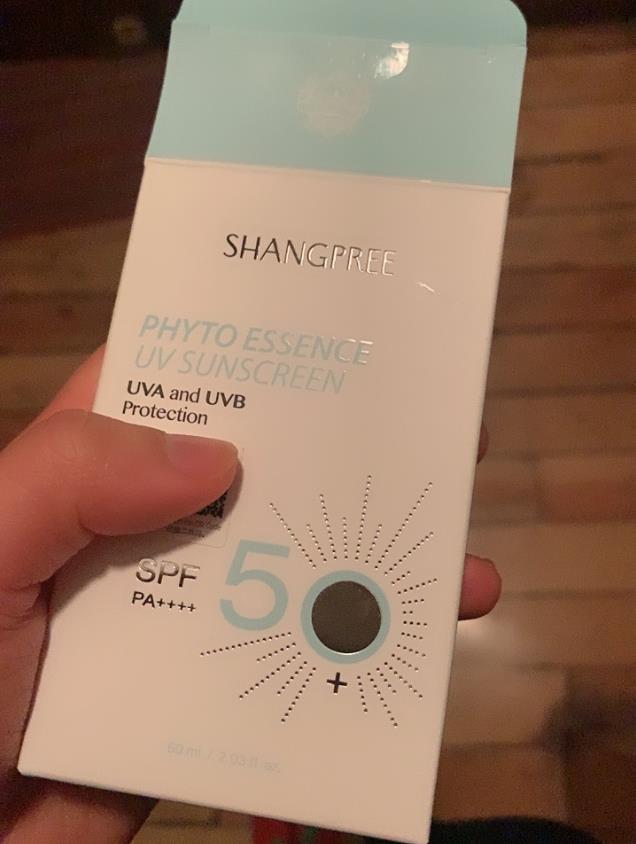 SHANGPREE
PHYTO ESSENCE
UV SUNSCREEN
UVA and UVB
Protection
SPF 50
PA++++
+
60 ml / 2.03 fl. oz.